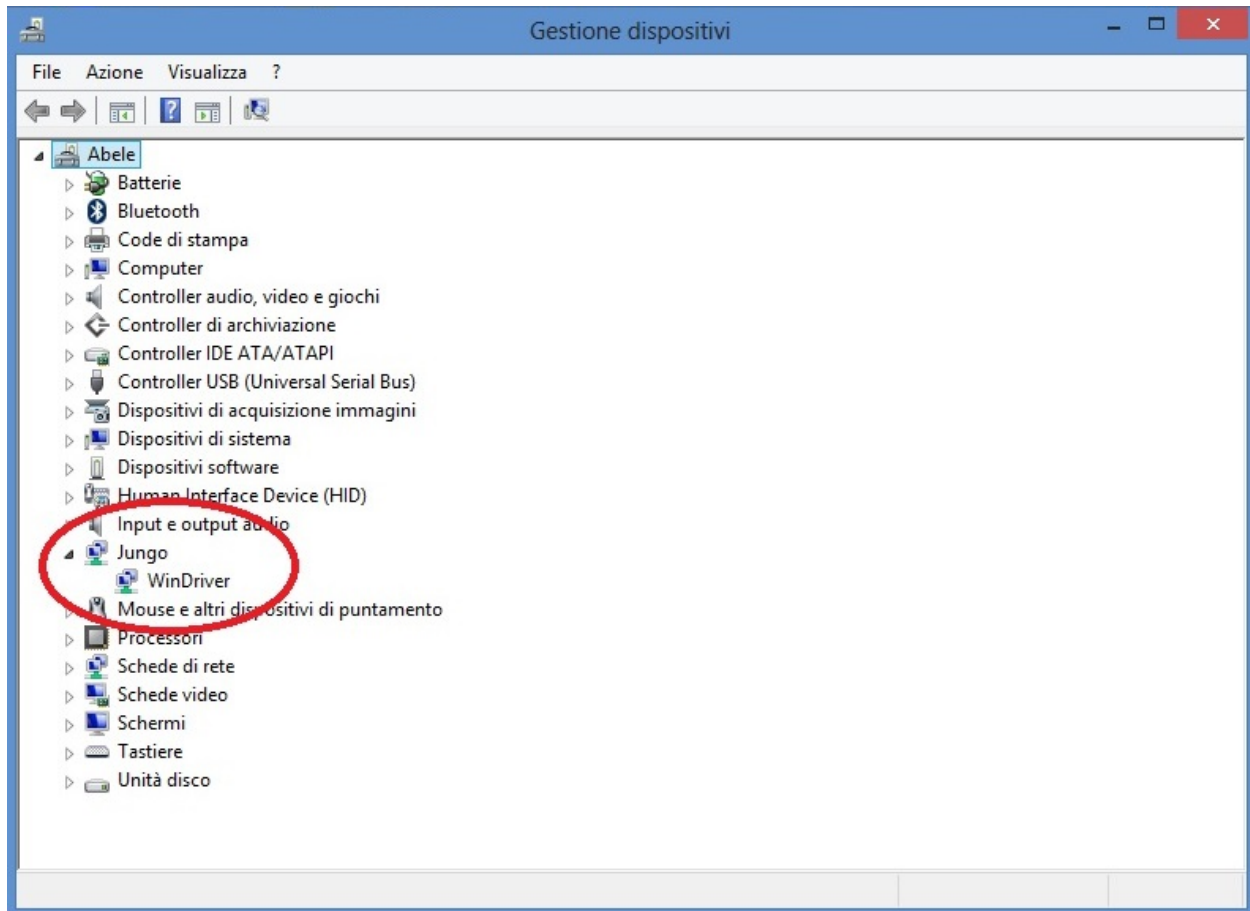 Gestione dispositivi
File Azione Visualizza ?
Abele
Batterie
Bluetooth
Code di stampa
Computer
Controller audio, video e giochi
Controller di archiviazione
Controller IDE ATA/ATAPI
Controller USB (Universal Serial Bus)
Dispositivi di acquisizione immagini
Dispositivi di sistema
Dispositivi software
Human Interface Device (HID)
Input e output audio
Jungo
WinDriver
Mouse e altri dispositivi di puntamento
Processori
Schede di rete
Schede video
Schermi
Tastiere
Unità disco